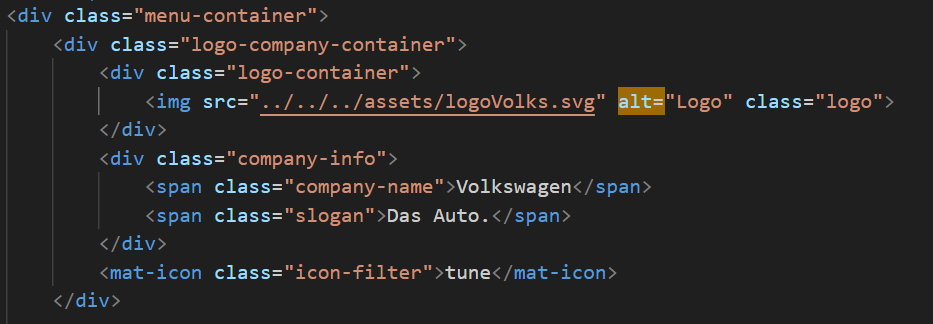 <div class="menu-container">
<div class="logo-company-container">
<div class="logo-container">
<img src="../../../assets/logoVolks.svg" alt="Logo" class="logo">
</div>
<div class="company-info">
<span class="company-name">Volkswagen</span>
<span class="slogan">Das Auto.</span>
</div>
<mat-icon class="icon-filter">tune</mat-icon>
</div>